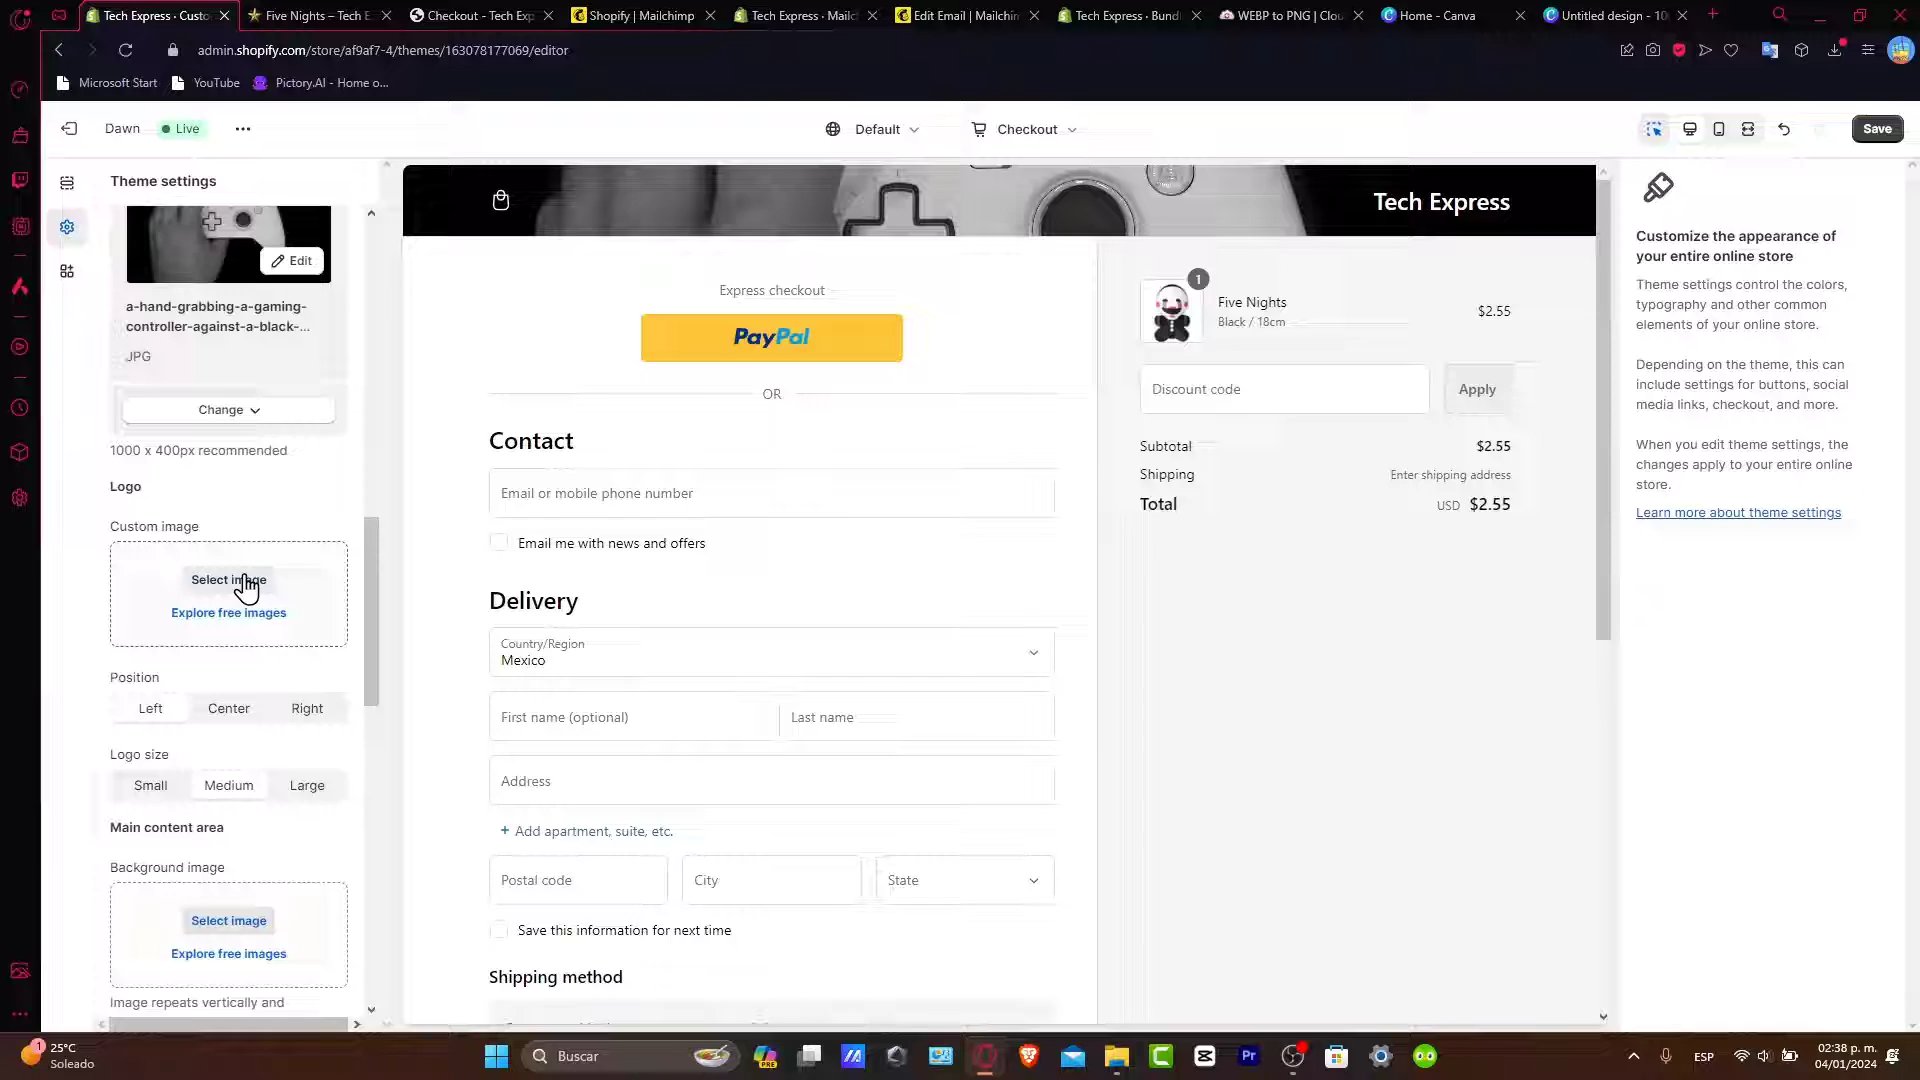 Tech Express · Custo
Five Nights – Tech E
Checkout - Tech Exp
Shopify | Mailchimp
Tech Express · Mailc
Edit Email | Mailchim
Tech Express · Bundl
WEBP to PNG | Clou
Home - Canva
Untitled design - 10
admin.shopify.com/store/af9af7-4/themes/163078177069/editor
Microsoft Start
YouTube
Pictory.AI - Home o...
Dawn
Live
Default
Checkout
Save
Theme settings
Edit
a-hand-grabbing-a-gaming-
controller-against-a-black-...
JPG
Change
1000 x 400px recommended
Logo
Custom image
Select image
Explore free images
Position
Left
Center
Right
Logo size
Small
Medium
Large
Main content area
Background image
Select image
Explore free images
Image repeats vertically and
Tech Express
Express checkout
PayPal
OR
Contact
Email or mobile phone number
Email me with news and offers
Delivery
Country/Region
Mexico
First name (optional)
Last name
Address
+ Add apartment, suite, etc.
Postal code
City
State
Save this information for next time
Shipping method
1
Five Nights
Black / 18cm
$2.55
Discount code
Apply
Subtotal
$2.55
Shipping
Enter shipping address
Total
USD $2.55
Customize the appearance of
your entire online store
Theme settings control the colors,
typography and other common
elements of your online store.
Depending on the theme, this can
include settings for buttons, social
media links, checkout, and more.
When you edit theme settings, the
changes apply to your entire online
store.
Learn more about theme settings
1
25°C
Soleado
Buscar
PRE
Pr
ESP
02:38 p. m.
04/01/2024